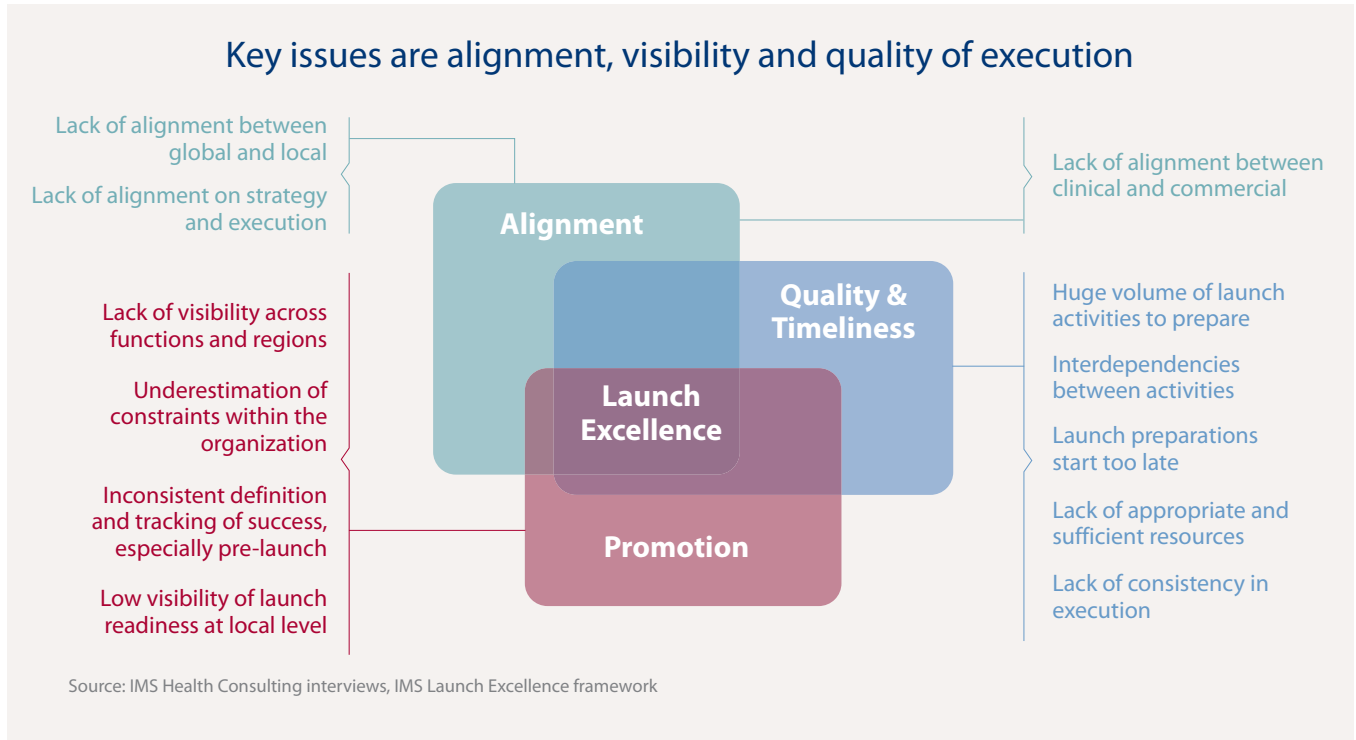 Key issues are alignment, visibility and quality of execution
Lack of alignment between
global and local
Lack of alignment on strategy
and execution
Lack of alignment between
clinical and commercial
Alignment
Quality &
Timeliness
Launch
Excellence
Promotion
Lack of visibility across
functions and regions
Underestimation of
constraints within the
organization
Inconsistent definition
and tracking of success,
especially pre-launch
Low visibility of launch
readiness at local level
Huge volume of launch
activities to prepare
Interdependencies
between activities
Launch preparations
start too late
Lack of appropriate and
sufficient resources
Lack of consistency in
execution
Source: IMS Health Consulting interviews, IMS Launch Excellence framework